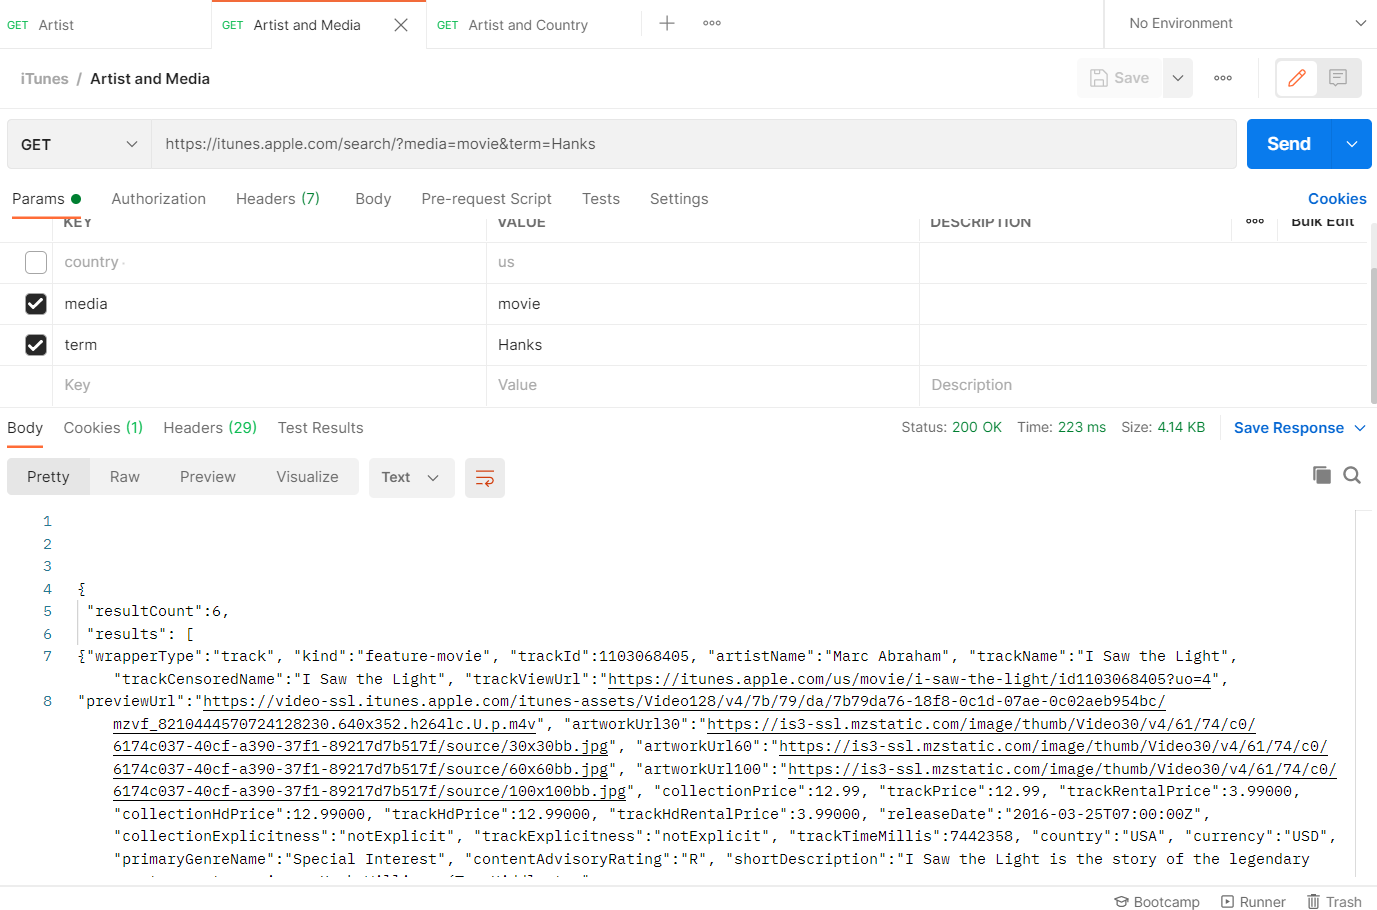 GET Artist
GET Artist and Media
GET Artist and Country
No Environment
iTunes / Artist and Media
Save
GET
https://itunes.apple.com/search/?media=movie&term=Hanks
Send
Params Authorization Headers (7) Body Pre-request Script Tests Settings Cookies
KEY VALUE DESCRIPTION Bulk Edit
country us
media movie
term Hanks
Key Value Description
Body Cookies (1) Headers (29) Test Results Status: 200 OK Time: 223 ms Size: 4.14 KB Save Response
Pretty Raw Preview Visualize Text
1
2
3
4 {
5 "resultCount":6,
6 "results": [
7 {"wrapperType":"track", "kind":"feature-movie", "trackId":1103068405, "artistName":"Marc Abraham", "trackName":"I Saw the Light",
"trackCensoredName":"I Saw the Light", "trackViewUrl":"https://itunes.apple.com/us/movie/i-saw-the-light/id1103068405?uo=4",
8 "previewUrl":"https://video-ssl.itunes.apple.com/itunes-assets/Video128/v4/7b/79/da/7b79da76-18f8-0c1d-07ae-0c02aeb954bc/
mzvf_8210444570724128230.640x352.h264lc.U.p.m4v", "artworkUrl30":"https://is3-ssl.mzstatic.com/image/thumb/Video30/v4/61/74/c0/
6174c037-40cf-a390-37f1-89217d7b517f/source/30x30bb.jpg", "artworkUrl60":"https://is3-ssl.mzstatic.com/image/thumb/Video30/v4/61/74/c0/
6174c037-40cf-a390-37f1-89217d7b517f/source/60x60bb.jpg", "artworkUrl100":"https://is3-ssl.mzstatic.com/image/thumb/Video30/v4/61/74/c0/
6174c037-40cf-a390-37f1-89217d7b517f/source/100x100bb.jpg", "collectionPrice":12.99, "trackPrice":12.99, "trackRentalPrice":3.99000,
"collectionHdPrice":12.99000, "trackHdPrice":12.99000, "trackHdRentalPrice":3.99000, "releaseDate":"2016-03-25T07:00:00Z",
"collectionExplicitness":"notExplicit", "trackExplicitness":"notExplicit", "trackTimeMillis":7442358, "country":"USA", "currency":"USD",
"primaryGenreName":"Special Interest", "contentAdvisoryRating":"R", "shortDescription":"I Saw the Light is the story of the legendary
Bootcamp Runner Trash